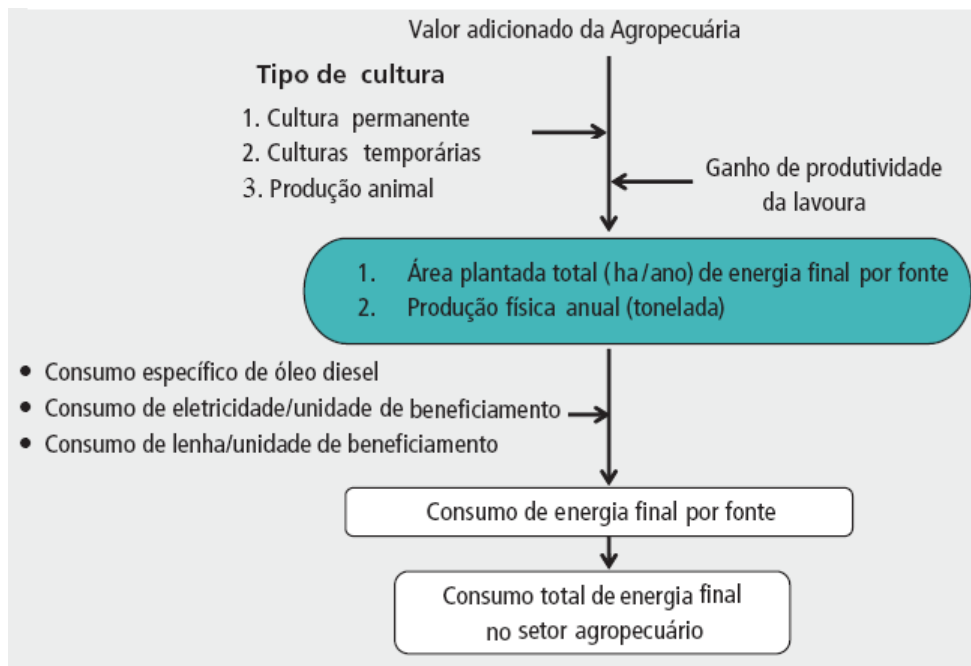 Valor adicionado da Agropecuária
Tipo de cultura
1. Cultura permanente
2. Culturas temporárias
3. Produção animal
Ganho de produtividade
da lavoura
1. Área plantada total (ha/ano) de energia final por fonte
2. Produção física anual (tonelada)
• Consumo específico de óleo diesel
• Consumo de eletricidade/unidade de beneficiamento
• Consumo de lenha/unidade de beneficiamento
Consumo de energia final por fonte
Consumo total de energia final
no setor agropecuário